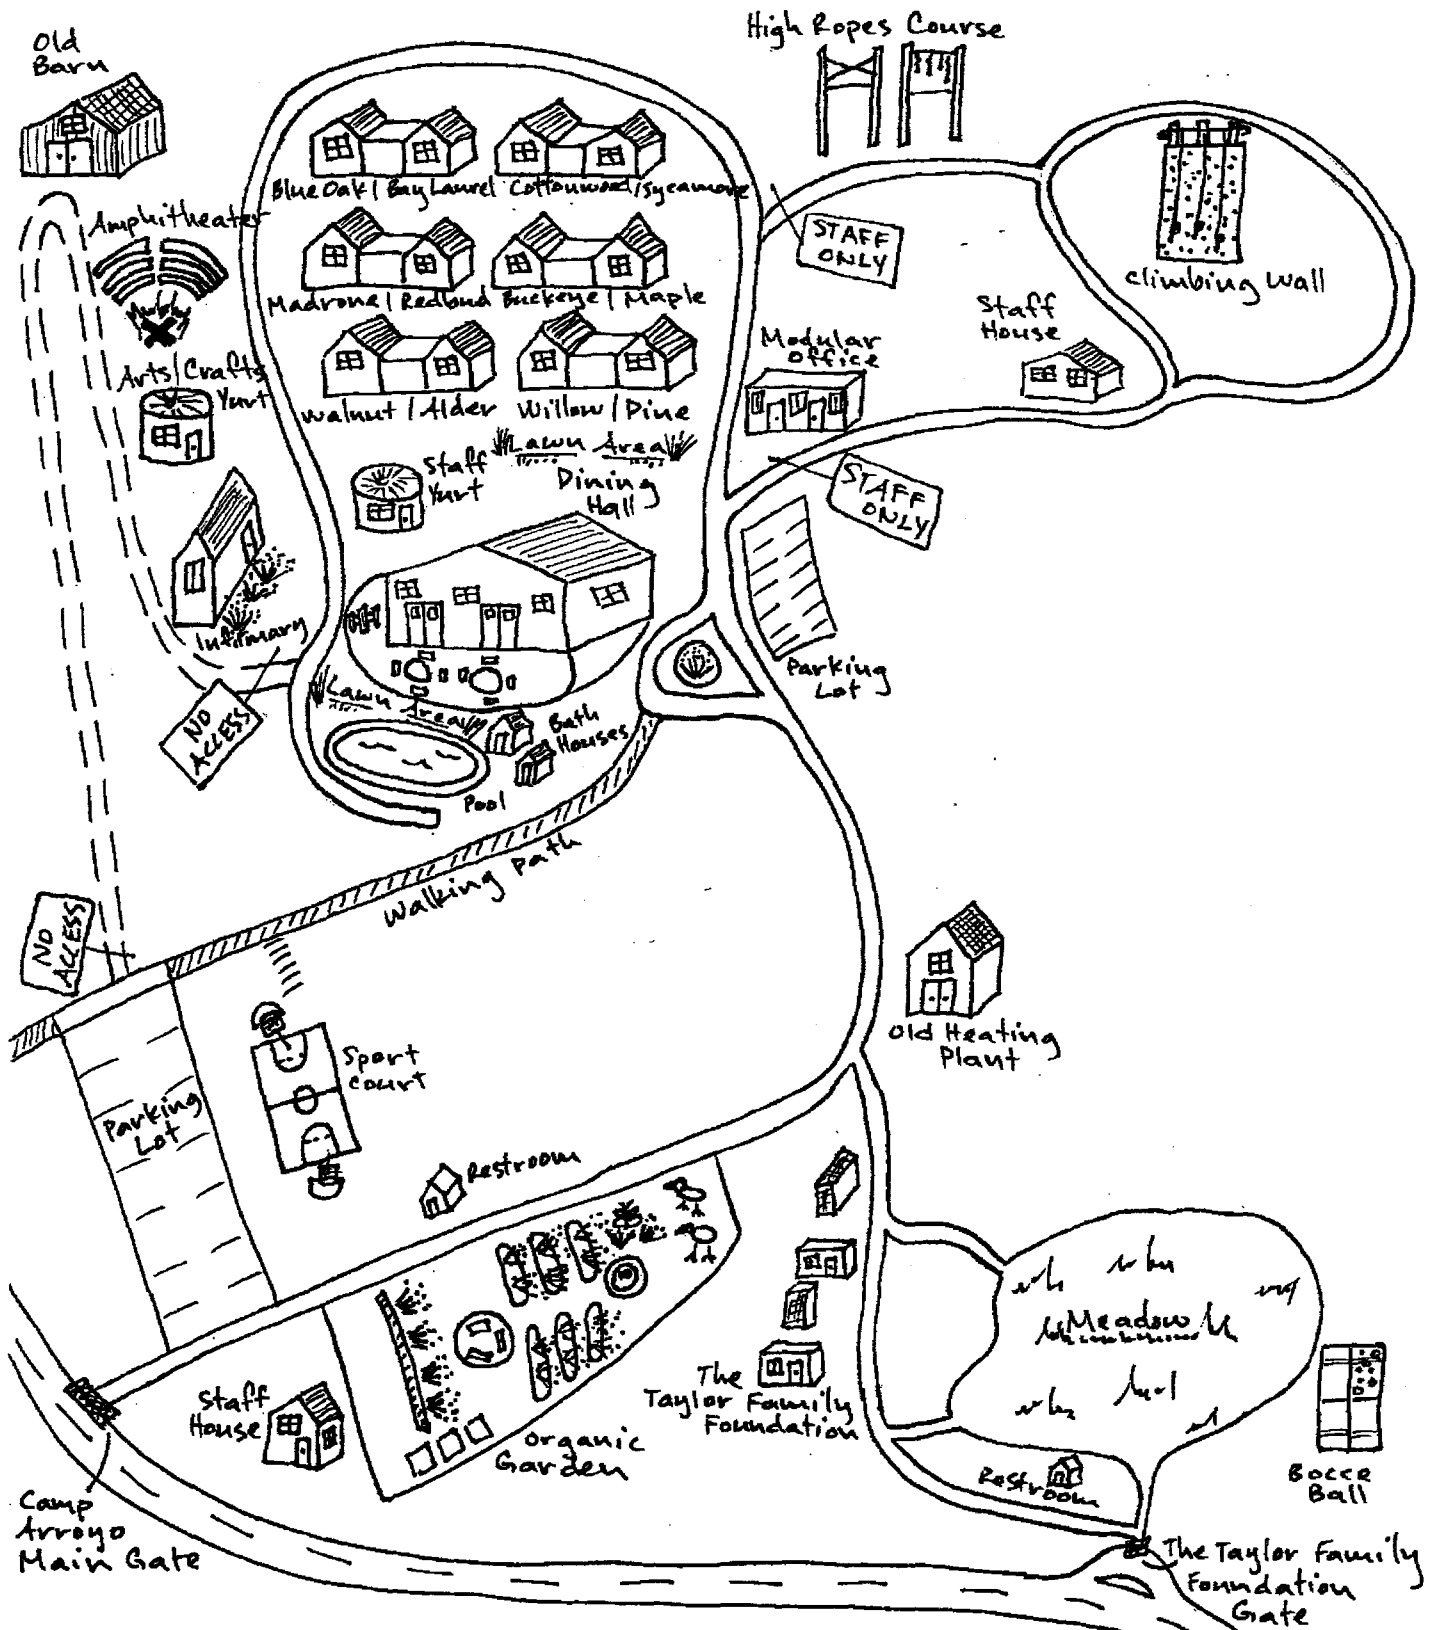 Old
Barn
High Ropes Course
Blue Oak | Bay Laurel
Cottonwood/Sycamore
Amphitheater
STAFF
ONLY
Climbing Wall
Madrone | Redbud
Buckeye | Maple
Staff
House
Modular
Office
Arts/Crafts
Yurt
Walnut | Alder
Willow | Pine
Lawn Area
Staff
Yurt
Dining
Hall
STAFF
ONLY
Infirmary
Parking
Lot
NO
ACCESS
Lawn Area
Bath
Houses
Pool
Walking Path
NO
ACCESS
Old Heating
Plant
Sport
Court
Parking
Lot
Restroom
Meadow
The
Taylor Family
Foundation
Staff
House
Organic
Garden
Restroom
Bocce
Ball
Camp
Arroyo
Main Gate
The Taylor Family
Foundation
Gate